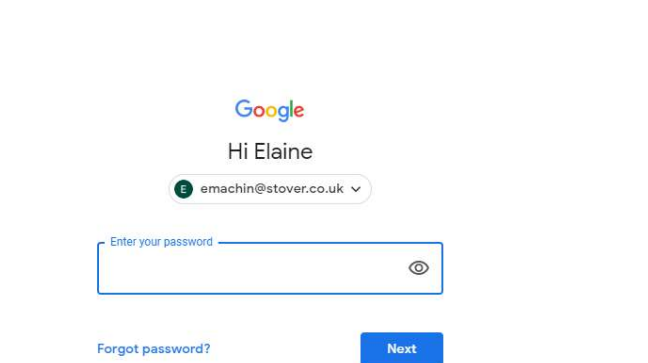 Google
Hi Elaine
E emachin@stover.co.uk
Enter your password
Forgot password? Next